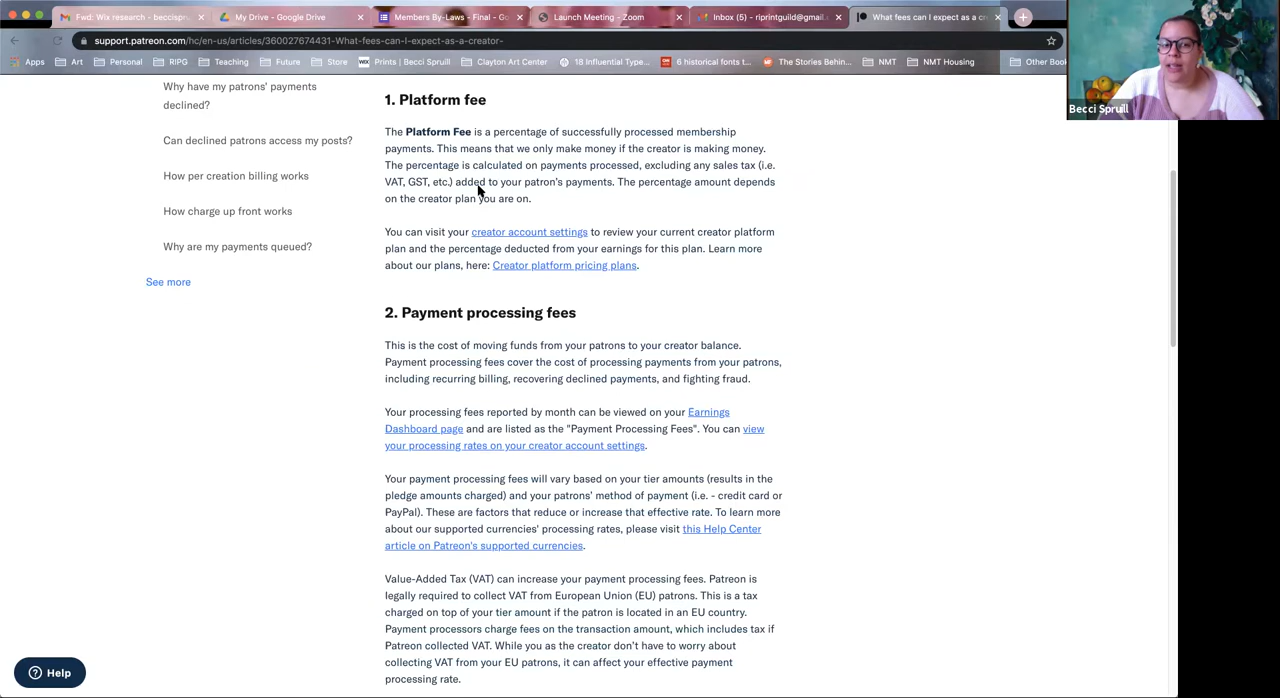 Fwd: Wix research - beccispru
My Drive - Google Drive
Members By-Laws - Final - Go
Launch Meeting - Zoom
Inbox (5) - riprintguild@gmail.
What fees can I expect as a cr
support.patreon.com/hc/en-us/articles/360027674431-What-fees-can-I-expect-as-a-creator-
Apps
Art
Personal
RIPG
Teaching
Future
Store
WIX Prints | Becci Spruill
Clayton Art Center
18 Influential Type...
6 historical fonts t...
The Stories Behin...
NMT
NMT Housing
Other Boo
Becci Spruill
Why have my patrons' payments
declined?
Can declined patrons access my posts?
How per creation billing works
How charge up front works
Why are my payments queued?
See more
1. Platform fee
The Platform Fee is a percentage of successfully processed membership
payments. This means that we only make money if the creator is making money.
The percentage is calculated on payments processed, excluding any sales tax (i.e.
VAT, GST, etc.) added to your patron's payments. The percentage amount depends
on the creator plan you are on.
You can visit your creator account settings to review your current creator platform
plan and the percentage deducted from your earnings for this plan. Learn more
about our plans, here: Creator platform pricing plans.
2. Payment processing fees
This is the cost of moving funds from your patrons to your creator balance.
Payment processing fees cover the cost of processing payments from your patrons,
including recurring billing, recovering declined payments, and fighting fraud.
Your processing fees reported by month can be viewed on your Earnings
Dashboard page and are listed as the "Payment Processing Fees". You can view
your processing rates on your creator account settings.
Your payment processing fees will vary based on your tier amounts (results in the
pledge amounts charged) and your patrons' method of payment (i.e. - credit card or
PayPal). These are factors that reduce or increase that effective rate. To learn more
about our supported currencies' processing rates, please visit this Help Center
article on Patreon's supported currencies.
Value-Added Tax (VAT) can increase your payment processing fees. Patreon is
legally required to collect VAT from European Union (EU) patrons. This is a tax
charged on top of your tier amount if the patron is located in an EU country.
Payment processors charge fees on the transaction amount, which includes tax if
Patreon collected VAT. While you as the creator don't have to worry about
collecting VAT from your EU patrons, it can affect your effective payment
processing rate.
Help